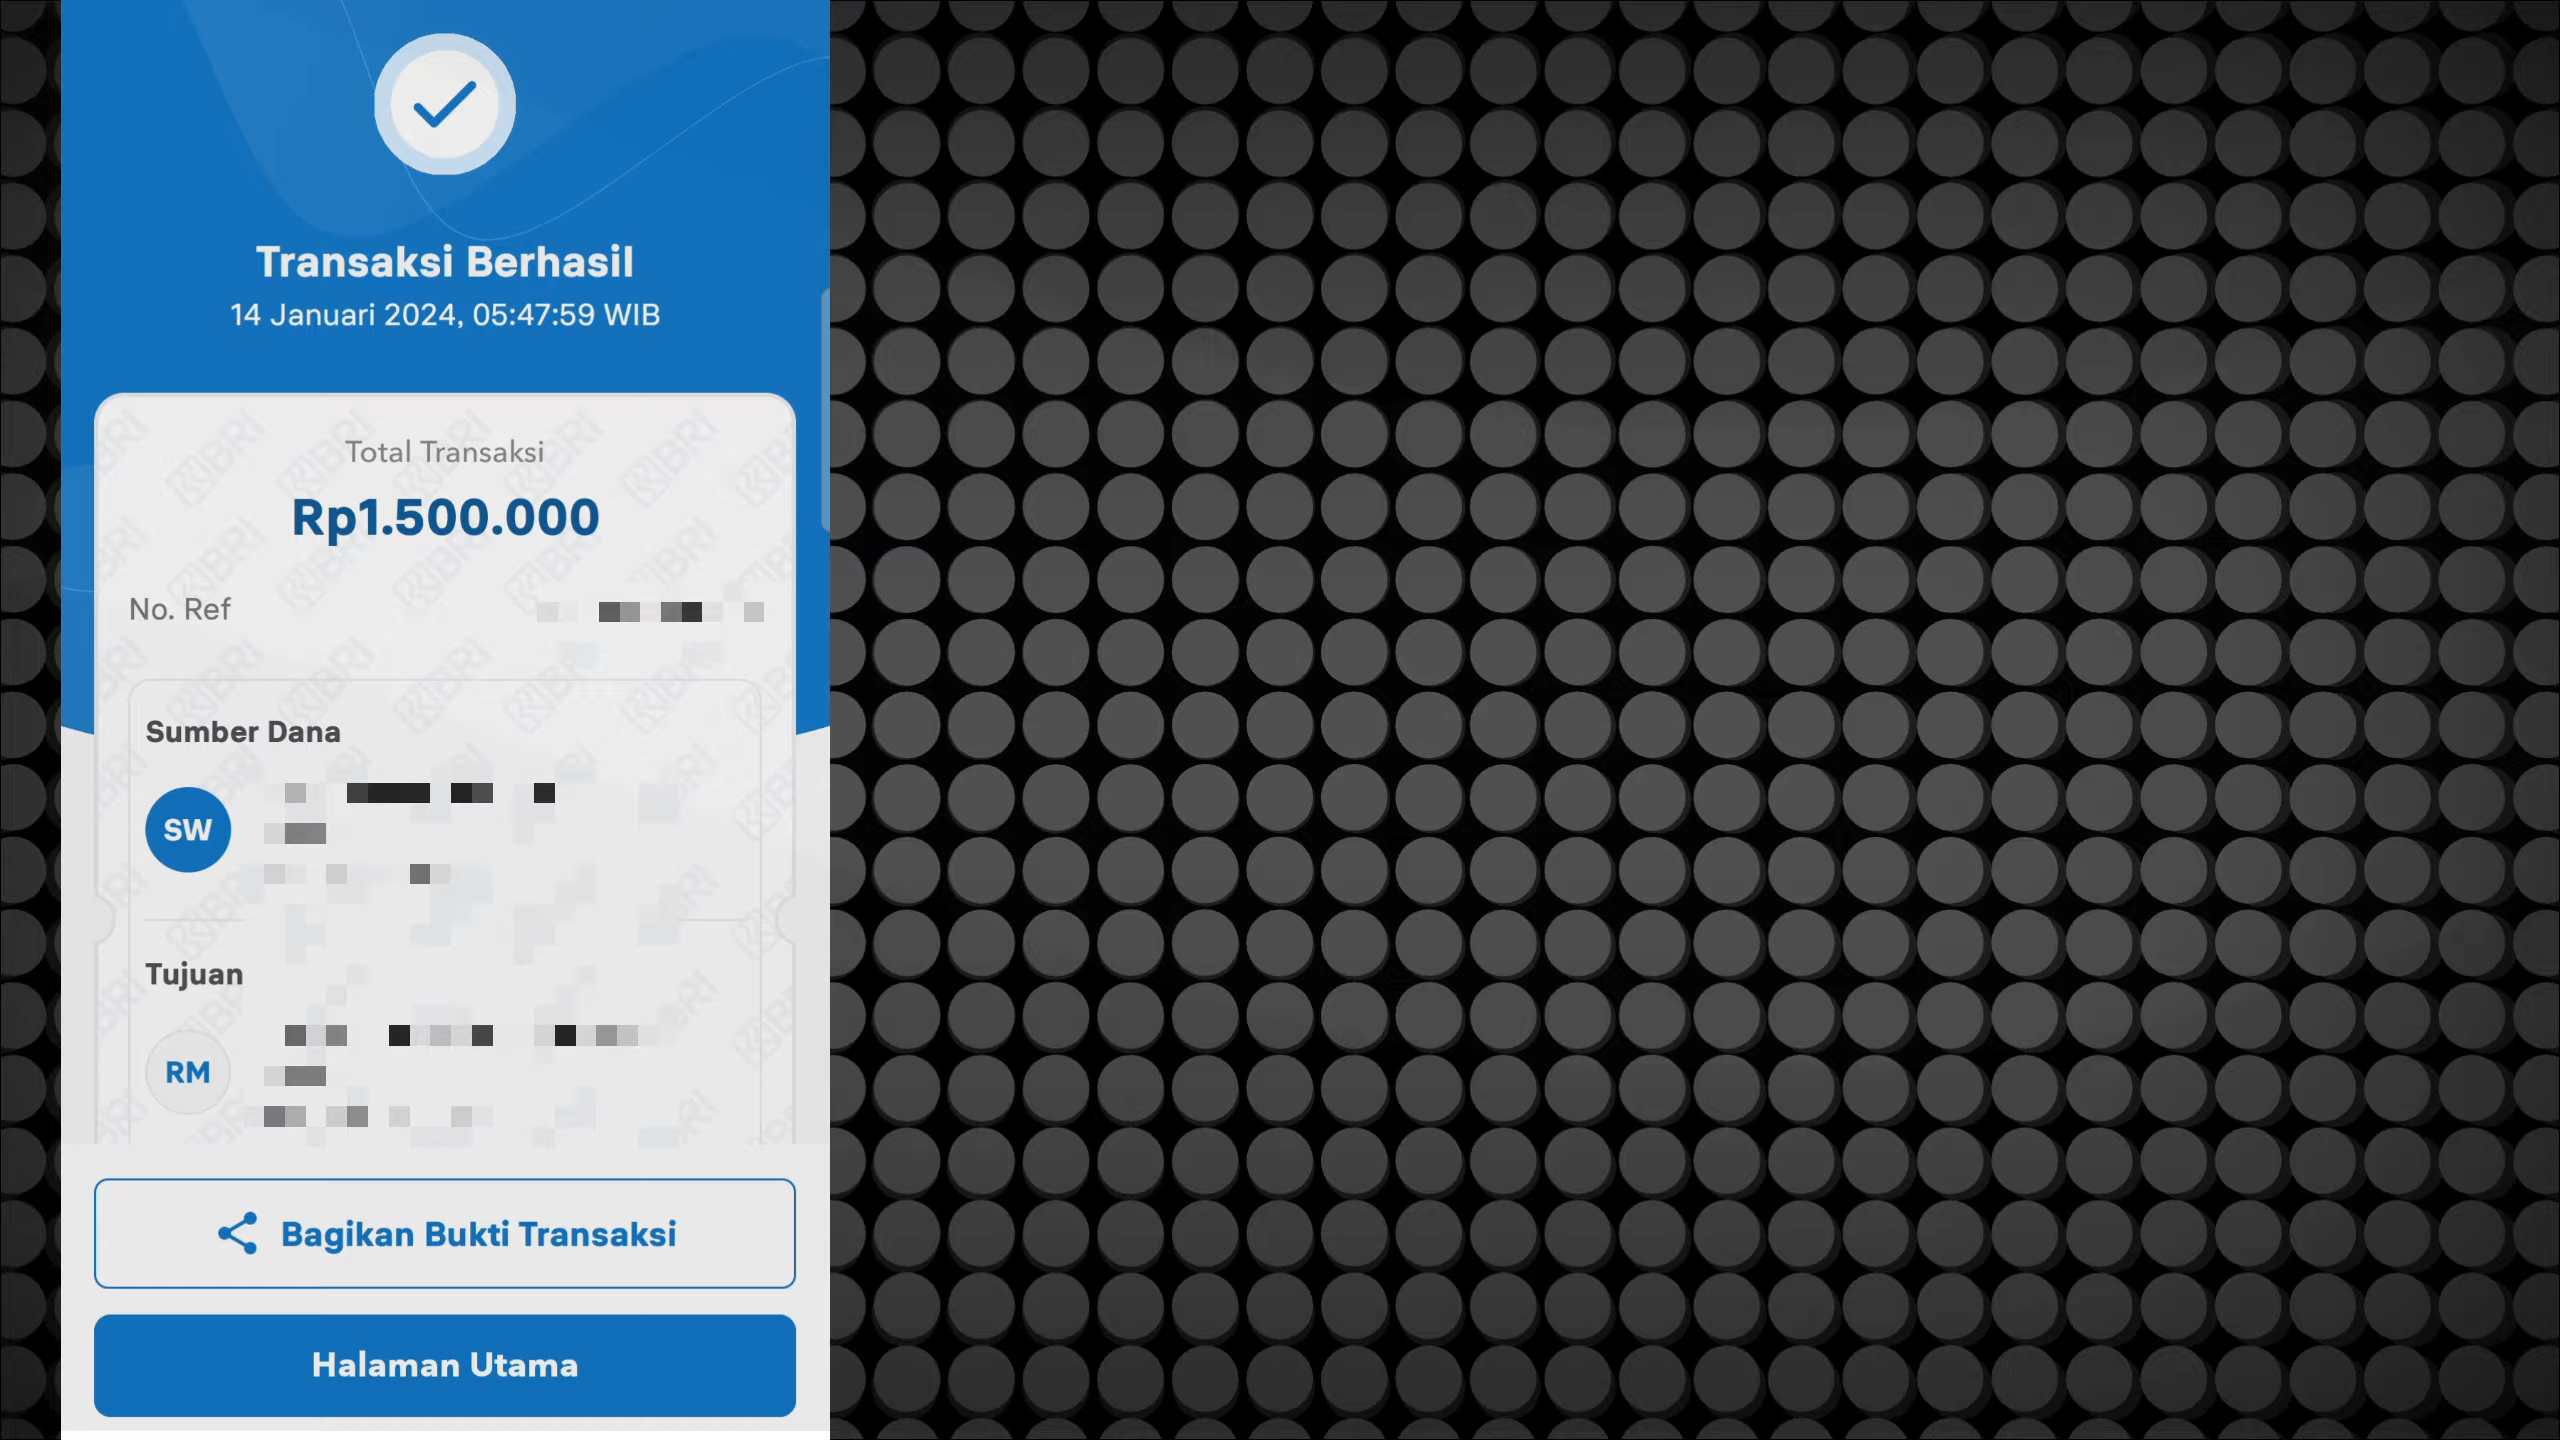 Transaksi Berhasil
14 Januari 2024, 05:47:59 WIB
Total Transaksi
Rp1.500.000
No. Ref
Sumber Dana
SW
Tujuan
RM
Bagikan Bukti Transaksi
Halaman Utama